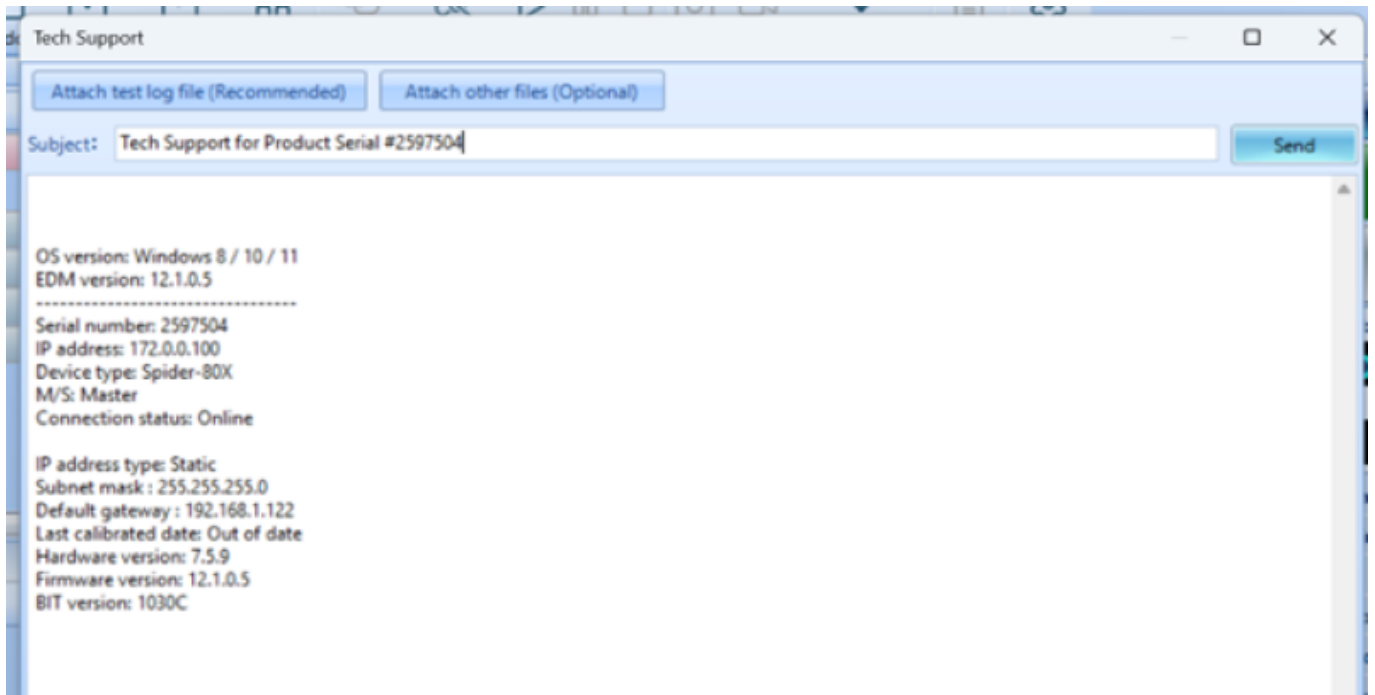 Tech Support
Attach test log file (Recommended)
Attach other files (Optional)
Subject: Tech Support for Product Serial #2597504
Send
OS version: Windows 8 / 10 / 11
EDM version: 12.1.0.5
---------------------------------
Serial number: 2597504
IP address: 172.0.0.100
Device type: Spider-80X
M/S: Master
Connection status: Online
IP address type: Static
Subnet mask : 255.255.255.0
Default gateway : 192.168.1.122
Last calibrated date: Out of date
Hardware version: 7.5.9
Firmware version: 12.1.0.5
BIT version: 1030C